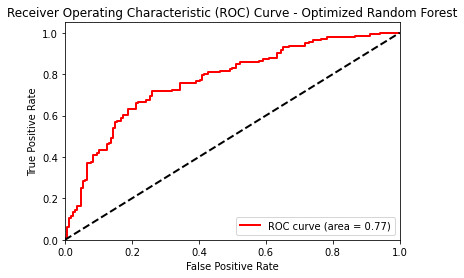 Receiver Operating Characteristic (ROC) Curve - Optimized Random Forest
1.0
0.8
0.6
0.4
0.2
0.0
True Positive Rate
ROC curve (area = 0.77)
0.0 0.2 0.4 0.6 0.8 1.0
False Positive Rate